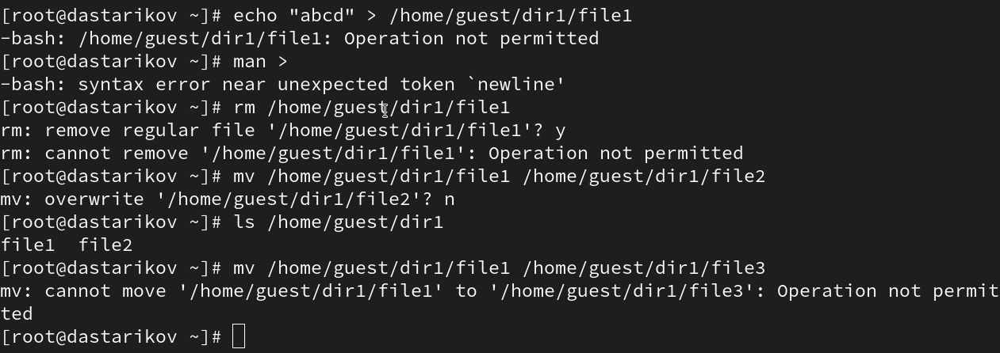 [root@dastarikov ~]# echo "abcd" > /home/guest/dir1/file1
-bash: /home/guest/dir1/file1: Operation not permitted
[root@dastarikov ~]# man >
-bash: syntax error near unexpected token `newline'
[root@dastarikov ~]# rm /home/guest/dir1/file1
rm: remove regular file '/home/guest/dir1/file1'? y
rm: cannot remove '/home/guest/dir1/file1': Operation not permitted
[root@dastarikov ~]# mv /home/guest/dir1/file1 /home/guest/dir1/file2
mv: overwrite '/home/guest/dir1/file2'? n
[root@dastarikov ~]# ls /home/guest/dir1
file1  file2
[root@dastarikov ~]# mv /home/guest/dir1/file1 /home/guest/dir1/file3
mv: cannot move '/home/guest/dir1/file1' to '/home/guest/dir1/file3': Operation not permit
ted
[root@dastarikov ~]#